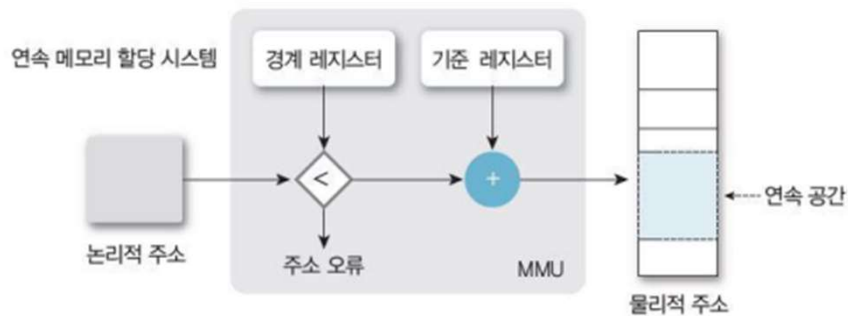 연속 메모리 할당 시스템
경계 레지스터
기준 레지스터
<
+
연속 공간
논리적 주소
주소 오류
MMU
물리적 주소